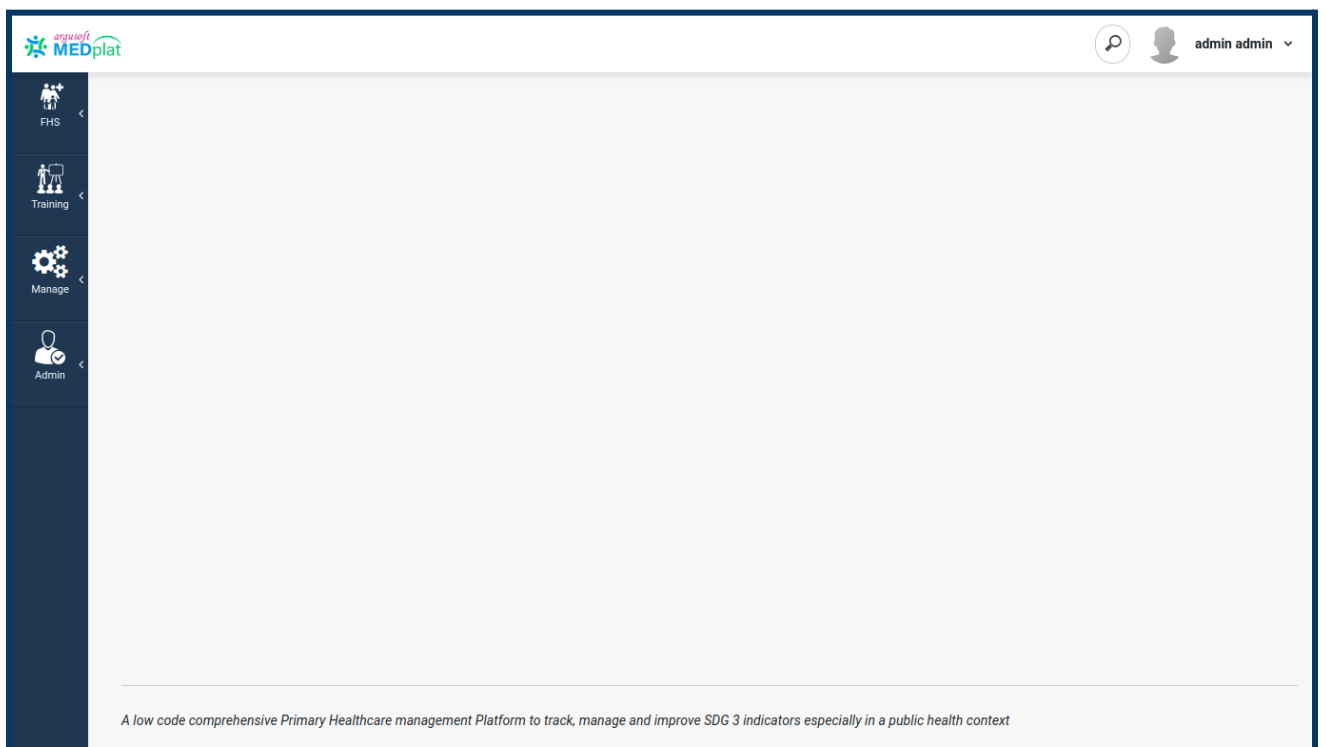 argusoft
MEDplat
admin admin
FHS
Training
Manage
Admin
A low code comprehensive Primary Healthcare management Platform to track, manage and improve SDG 3 indicators especially in a public health context